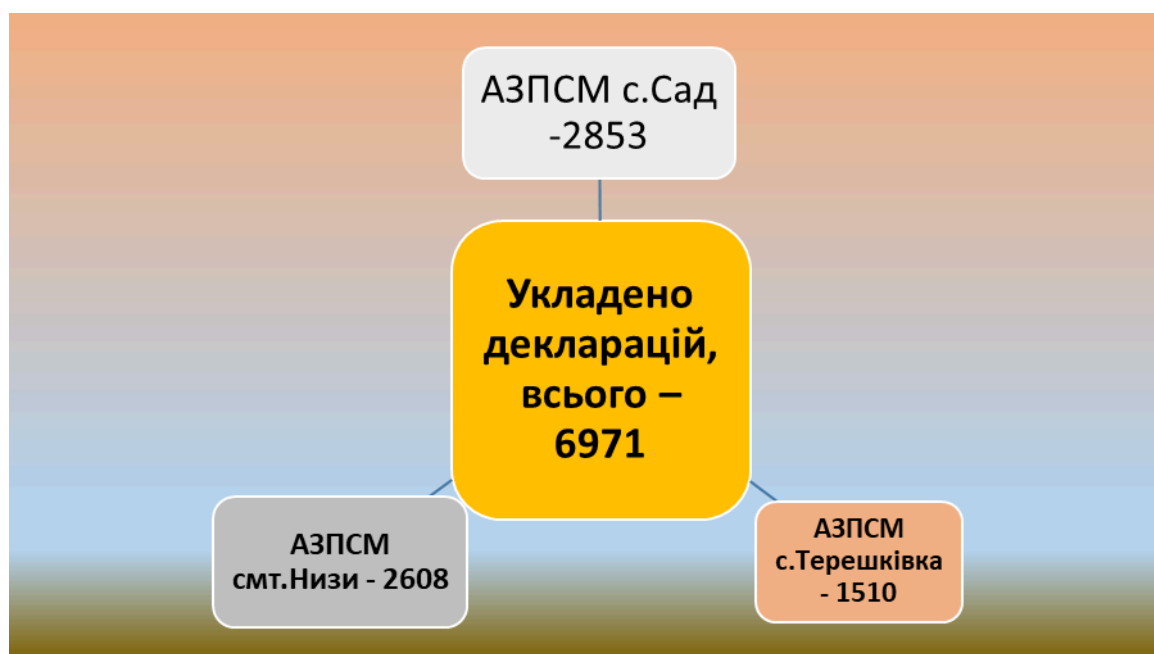 АЗПСМ с.Сад
-2853
Укладено
декларацій,
всього –
6971
АЗПСМ
смт.Низи - 2608
АЗПСМ
с.Терешківка
- 1510